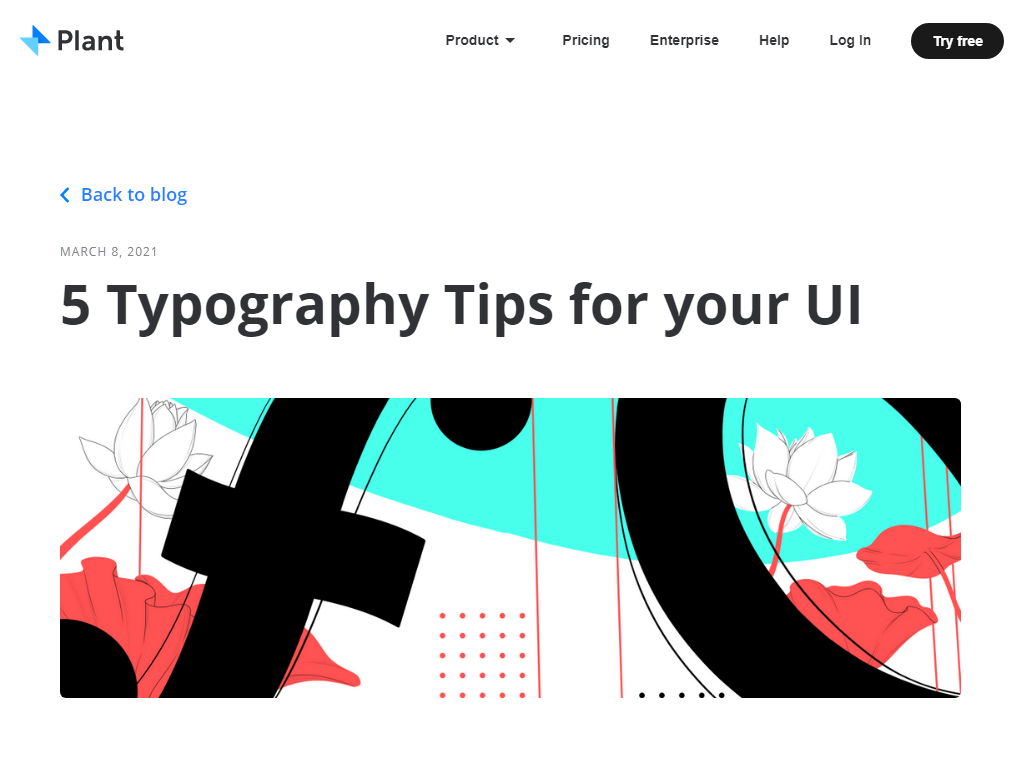 Plant
Product
Pricing
Enterprise
Help
Log In
Try free
Back to blog
MARCH 8, 2021
5 Typography Tips for your UI